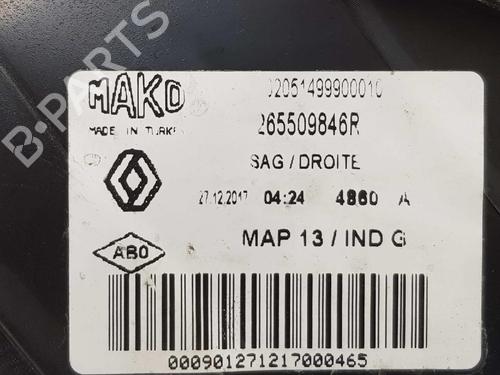 MAKO
02051499900010
MADE IN TURKEY
265509846R
SAG / DROITE
27.12.2017 04:24 4860 A
ABO
MAP 13 / IND G
000901271217000465
B-PARTS